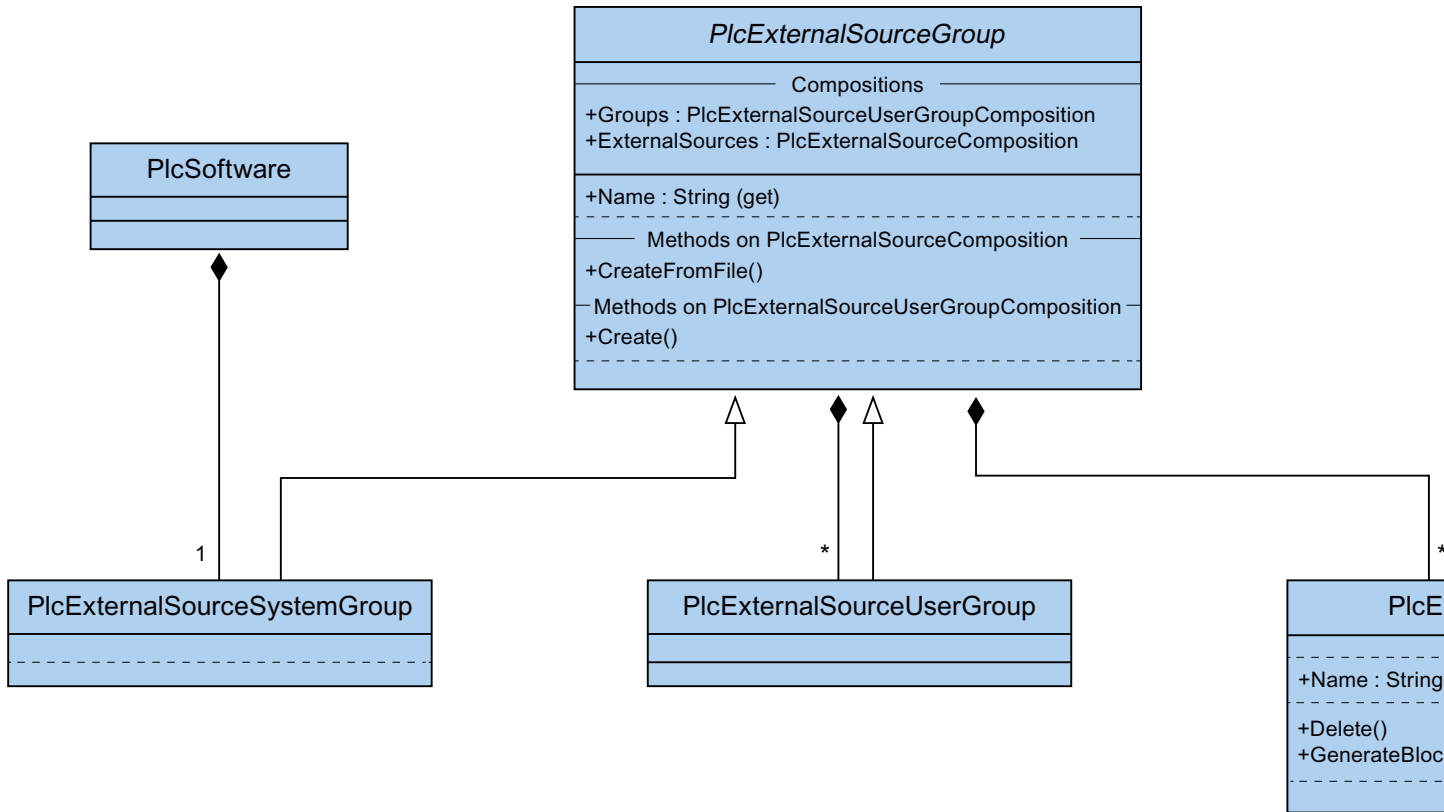 PlcExternalSourceGroup
Compositions
+Groups : PlcExternalSourceUserGroupComposition
+ExternalSources : PlcExternalSourceComposition
+Name : String (get)
Methods on PlcExternalSourceComposition
+CreateFromFile()
Methods on PlcExternalSourceUserGroupComposition
+Create()
PlcSoftware
1
*
*
PlcExternalSourceSystemGroup
PlcExternalSourceUserGroup
PlcE
+Name : String
+Delete()
+GenerateBloc